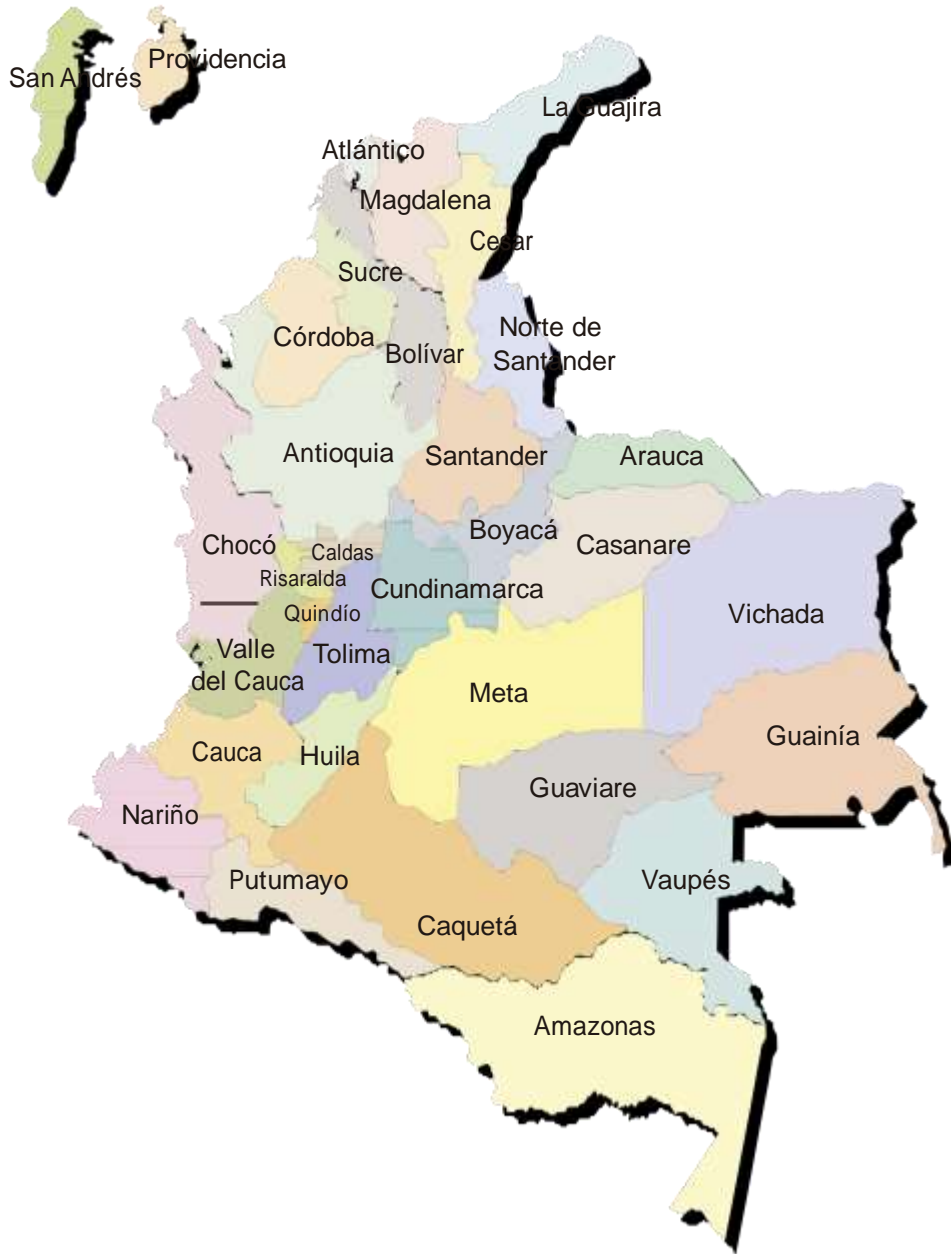 San Andrés
Providencia
La Guajira
Atlántico
Magdalena
Cesar
Sucre
Córdoba
Bolívar
Norte de
Santander
Antioquia
Santander
Arauca
Boyacá
Chocó
Caldas
Casanare
Risaralda
Cundinamarca
Quindío
Vichada
Valle
del Cauca
Tolima
Meta
Guainía
Cauca
Huila
Guaviare
Nariño
Putumayo
Vaupés
Caquetá
Amazonas